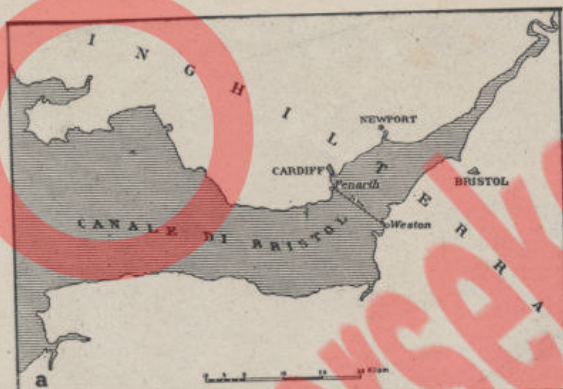 INGHILTERRA
NEWPORT
CARDIFF
Penarth
BRISTOL
CANALE DI BRISTOL
Weston
a